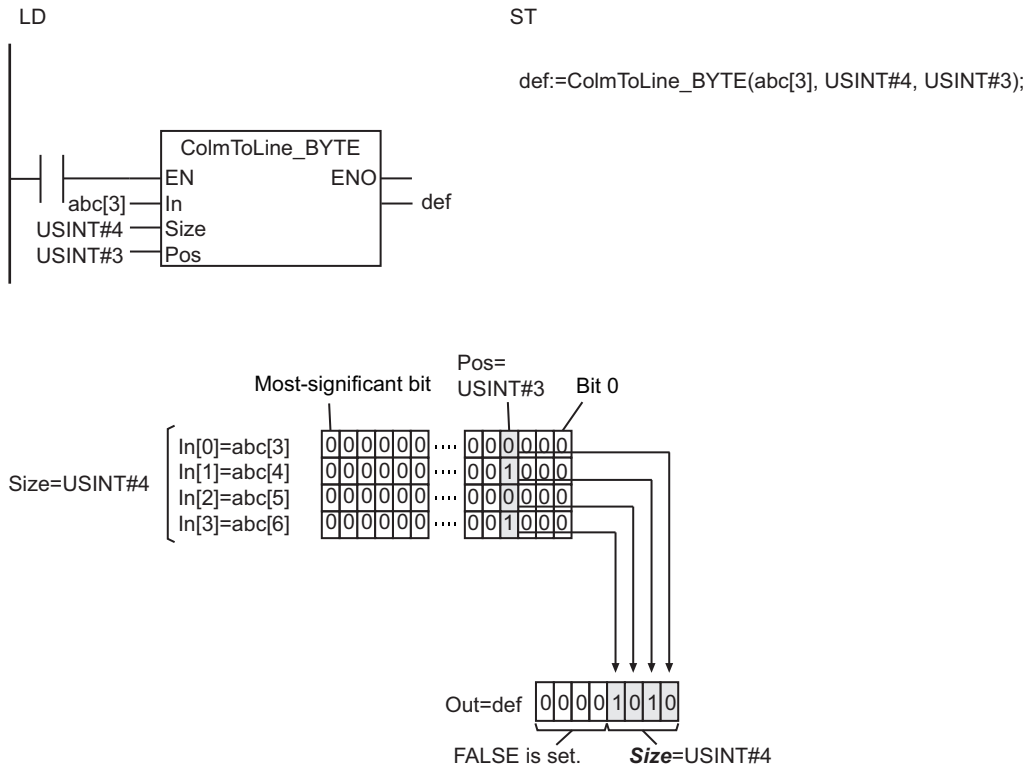 LD
ST
def:=ColmToLine_BYTE(abc[3], USINT#4, USINT#3);
ColmToLine_BYTE
EN ENO
abc[3] In def
USINT#4 Size
USINT#3 Pos
Pos=
USINT#3
Most-significant bit
Bit 0
Size=USINT#4
In[0]=abc[3] 0 0 0 0 0 0 ···· 0 0 0 0 0 0
In[1]=abc[4] 0 0 0 0 0 0 ···· 0 0 1 0 0 0
In[2]=abc[5] 0 0 0 0 0 0 ···· 0 0 0 0 0 0
In[3]=abc[6] 0 0 0 0 0 0 ···· 0 0 1 0 0 0
Out=def 0 0 0 0 1 0 1 0
FALSE is set. Size=USINT#4